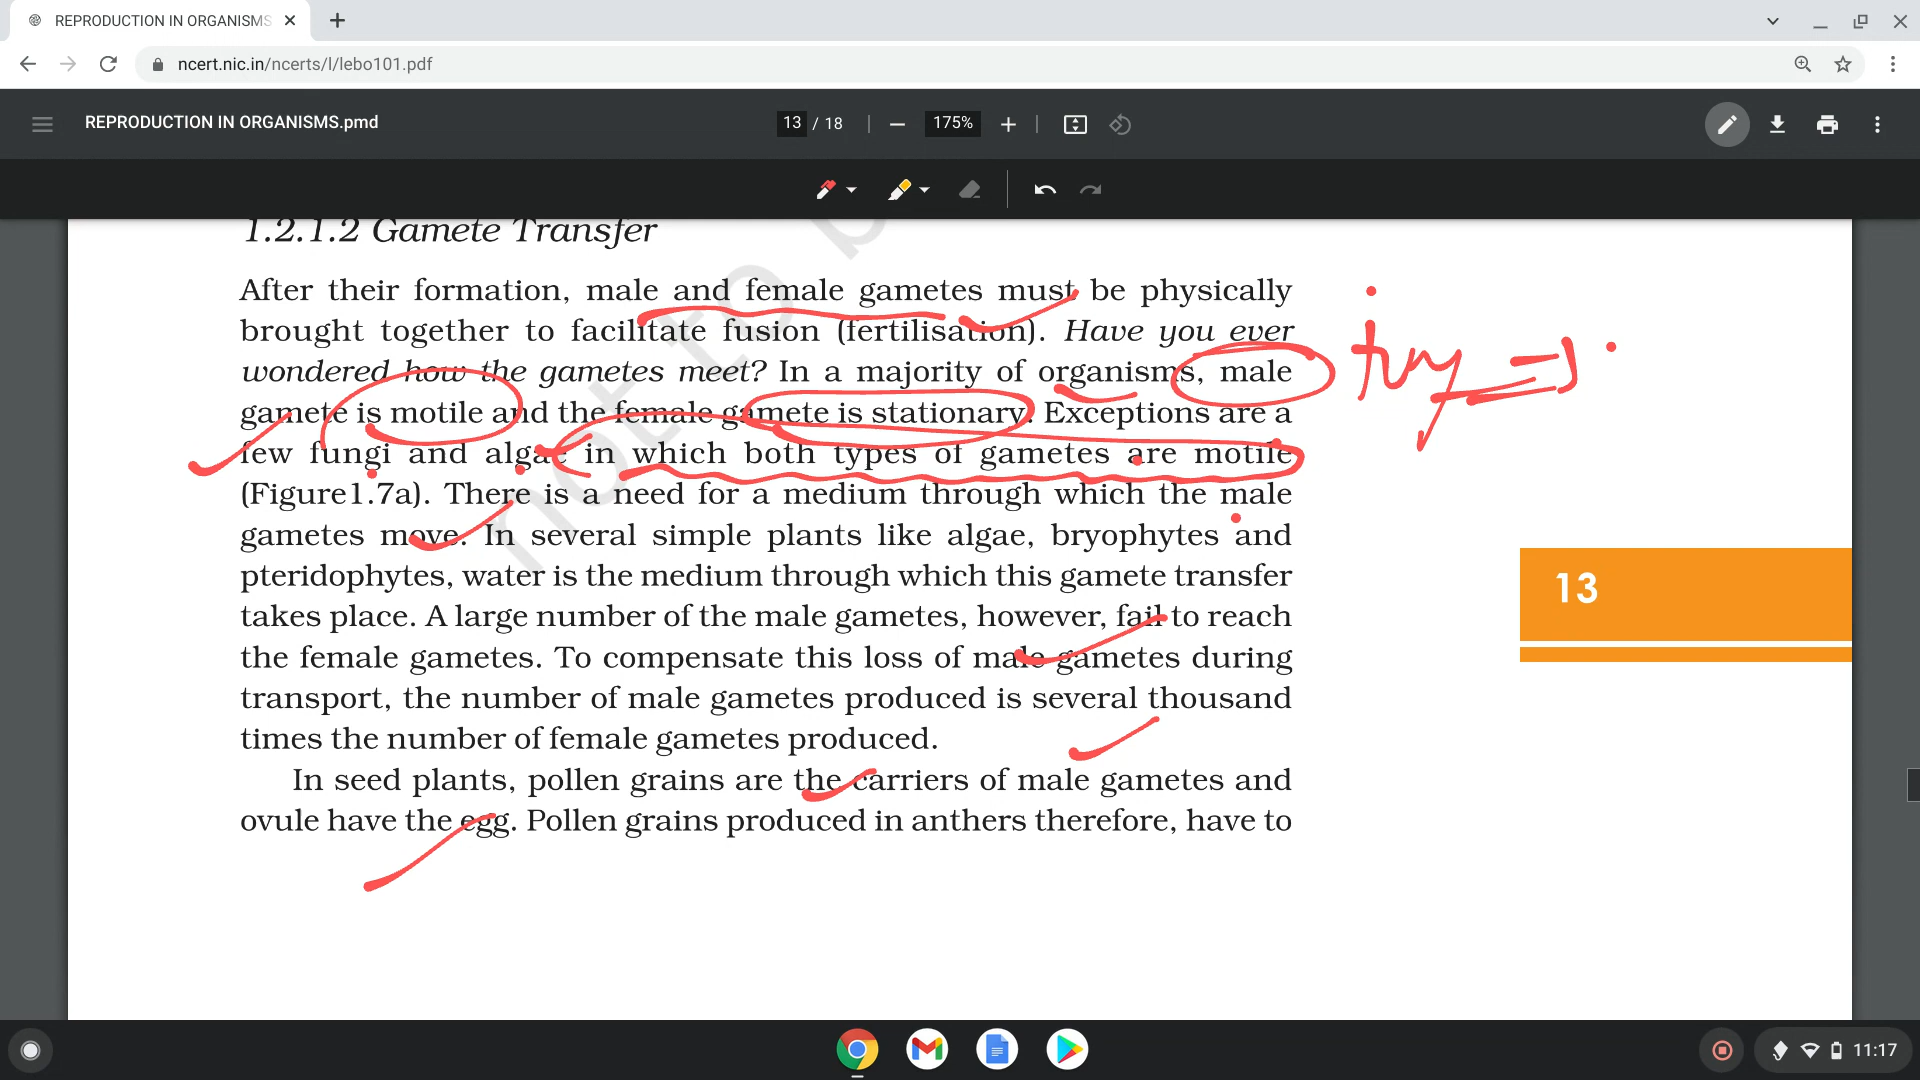 REPRODUCTION IN ORGANISMS
ncert.nic.in/ncerts/l/lebo101.pdf
REPRODUCTION IN ORGANISMS.pmd
13 / 18
175%
1.2.1.2 Gamete Transfer
After their formation, male and female gametes must be physically
brought together to facilitate fusion (fertilisation). Have you ever
wondered how the gametes meet? In a majority of organisms, male
gamete is motile and the female gamete is stationary. Exceptions are a
few fungi and algae in which both types of gametes are motile
(Figure1.7a). There is a need for a medium through which the male
gametes move. In several simple plants like algae, bryophytes and
pteridophytes, water is the medium through which this gamete transfer
takes place. A large number of the male gametes, however, fail to reach
the female gametes. To compensate this loss of male gametes during
transport, the number of male gametes produced is several thousand
times the number of female gametes produced.
In seed plants, pollen grains are the carriers of male gametes and
ovule have the egg. Pollen grains produced in anthers therefore, have to
13
not to b
11:17